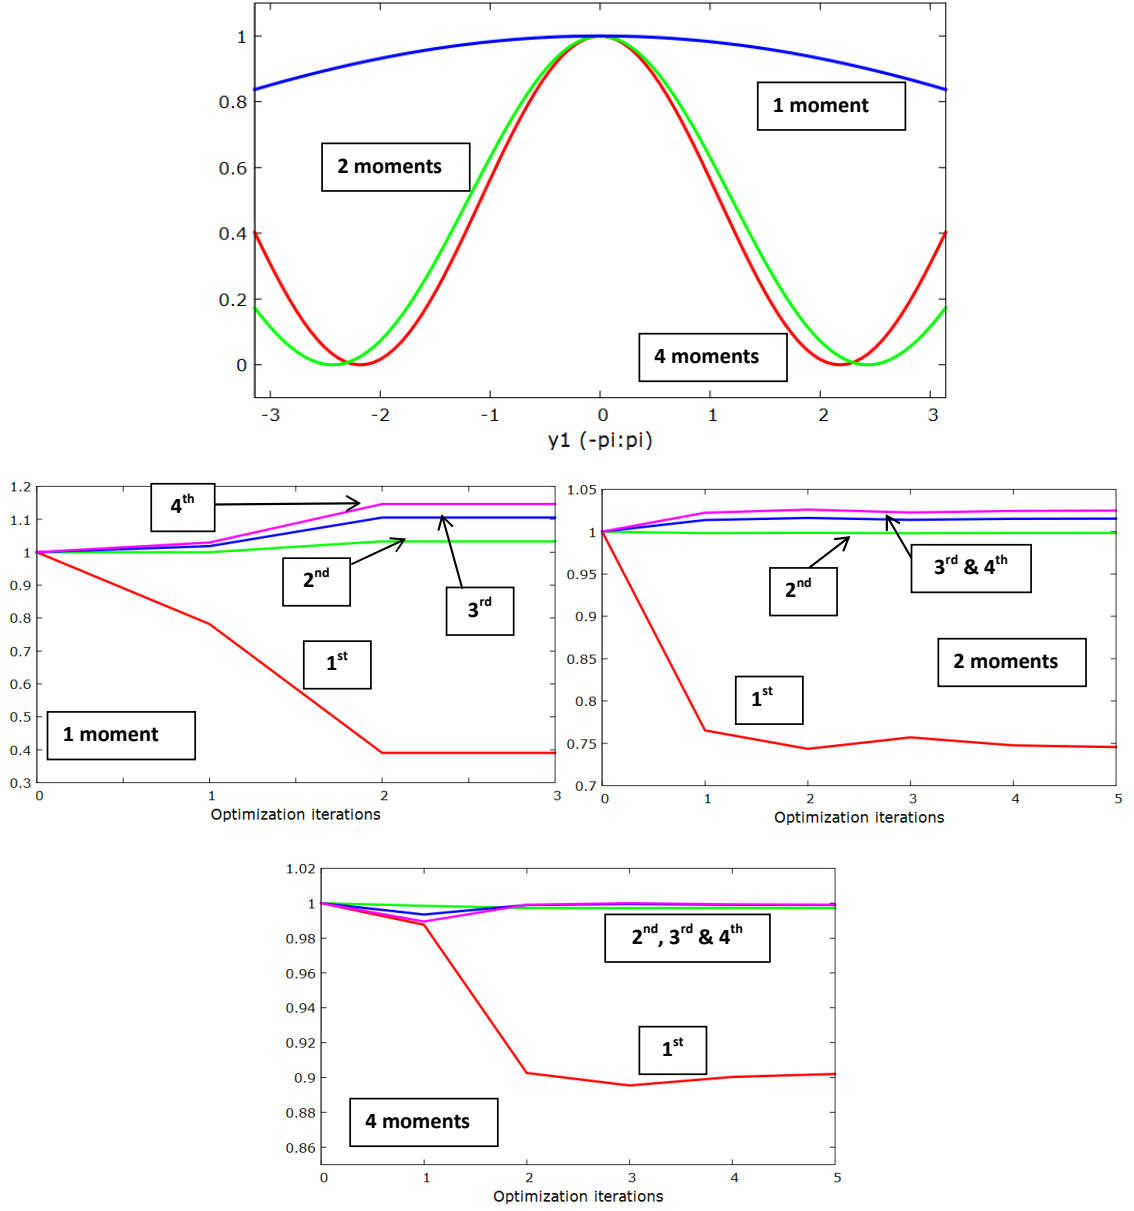 1
0.8
0.6
0.4
0.2
0
-3 -2 -1 0 1 2 3
y1 (-pi:pi)
1 moment
2 moments
4 moments
1.2
1.1
1
0.9
0.8
0.7
0.6
0.5
0.4
0.3
0 1 2 3
Optimization iterations
4th
2nd
3rd
1st
1 moment
1.05
1
0.95
0.9
0.85
0.8
0.75
0.7
0 1 2 3 4 5
Optimization iterations
3rd & 4th
2nd
2 moments
1st
1.02
1
0.98
0.96
0.94
0.92
0.9
0.88
0.86
0 1 2 3 4 5
Optimization iterations
2nd, 3rd & 4th
1st
4 moments